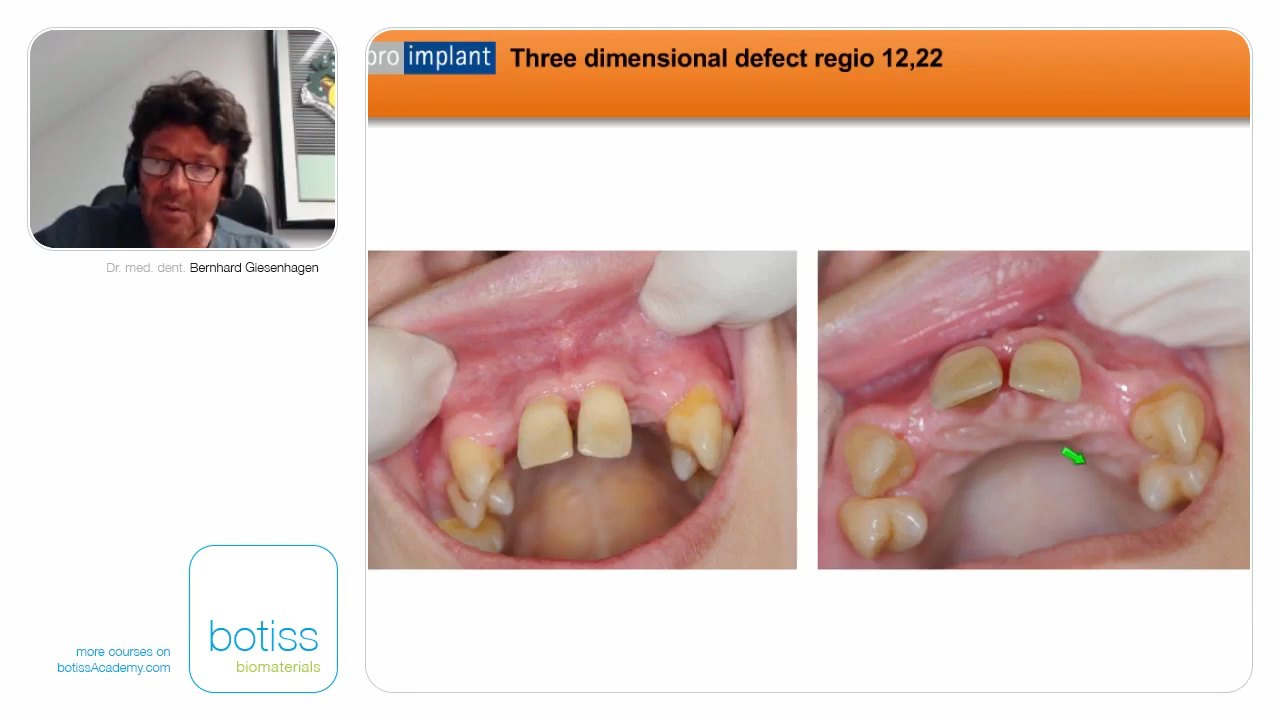 pro implant Three dimensional defect regio 12,22
Dr. med. dent. Bernhard Giesenhagen
botiss
biomaterials
more courses on
botissAcademy.com